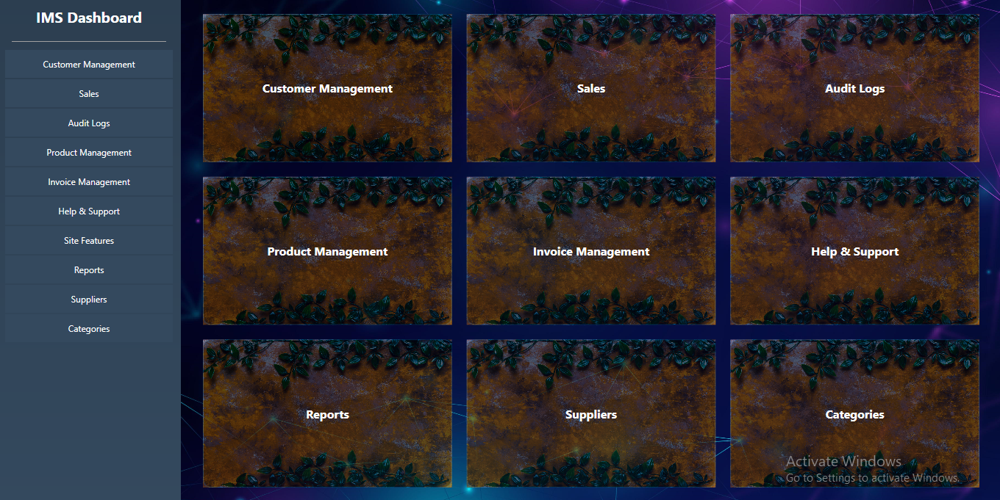 IMS Dashboard
Customer Management
Sales
Audit Logs
Product Management
Invoice Management
Help & Support
Site Features
Reports
Suppliers
Categories
Customer Management
Sales
Audit Logs
Product Management
Invoice Management
Help & Support
Reports
Suppliers
Categories
Activate Windows
Go to Settings to activate Windows.